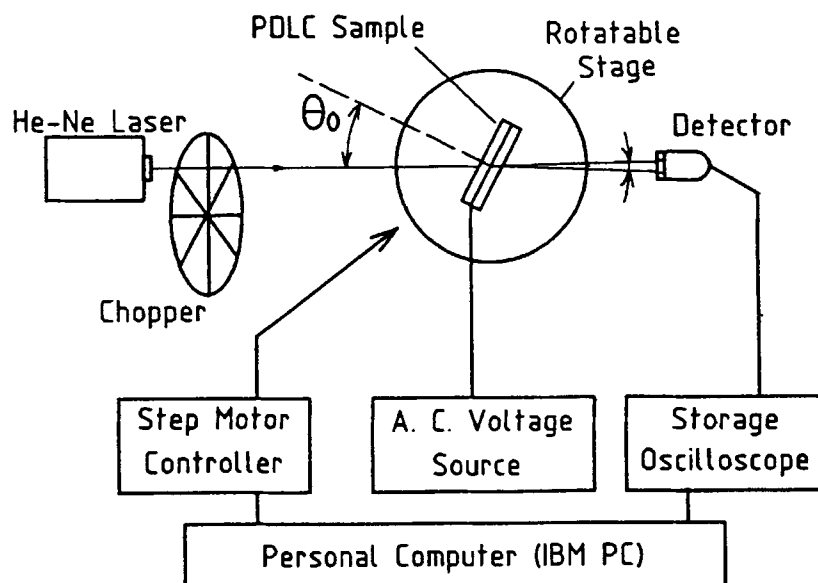 PDLC Sample
Rotatable
Stage
He-Ne Laser
θ0
Detector
Chopper
Step Motor
Controller
A. C. Voltage
Source
Storage
Oscilloscope
Personal Computer (IBM PC)